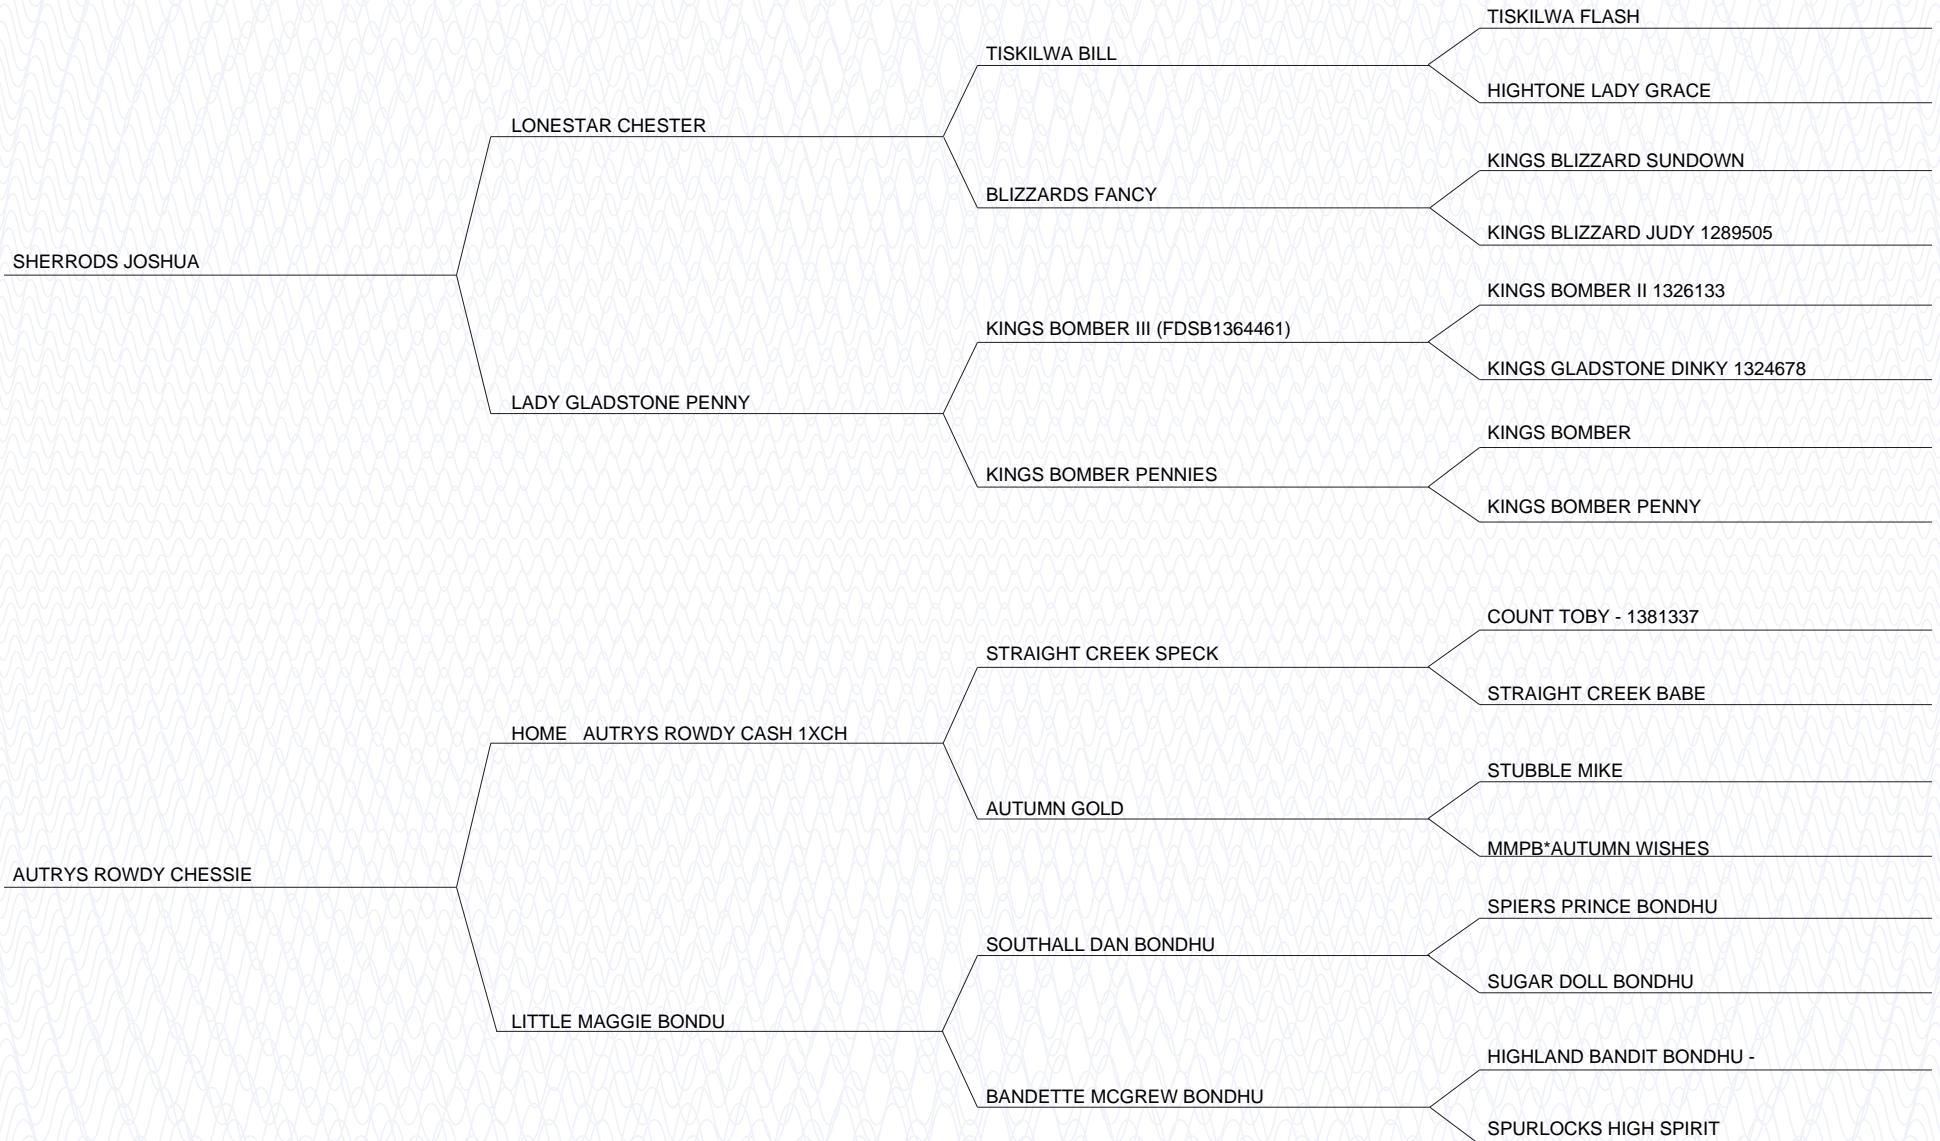 TISKILWA FLASH
TISKILWA BILL
HIGHTONE LADY GRACE
LONESTAR CHESTER
KINGS BLIZZARD SUNDOWN
BLIZZARDS FANCY
KINGS BLIZZARD JUDY 1289505
SHERRODS JOSHUA
KINGS BOMBER II 1326133
KINGS BOMBER III (FDSB1364461)
KINGS GLADSTONE DINKY 1324678
LADY GLADSTONE PENNY
KINGS BOMBER
KINGS BOMBER PENNIES
KINGS BOMBER PENNY
COUNT TOBY - 1381337
STRAIGHT CREEK SPECK
STRAIGHT CREEK BABE
HOME   AUTRYS ROWDY CASH 1XCH
STUBBLE MIKE
AUTUMN GOLD
MMPB*AUTUMN WISHES
AUTRYS ROWDY CHESSIE
SPIERS PRINCE BONDHU
SOUTHALL DAN BONDHU
SUGAR DOLL BONDHU
LITTLE MAGGIE BONDU
HIGHLAND BANDIT BONDHU -
BANDETTE MCGREW BONDHU
SPURLOCKS HIGH SPIRIT